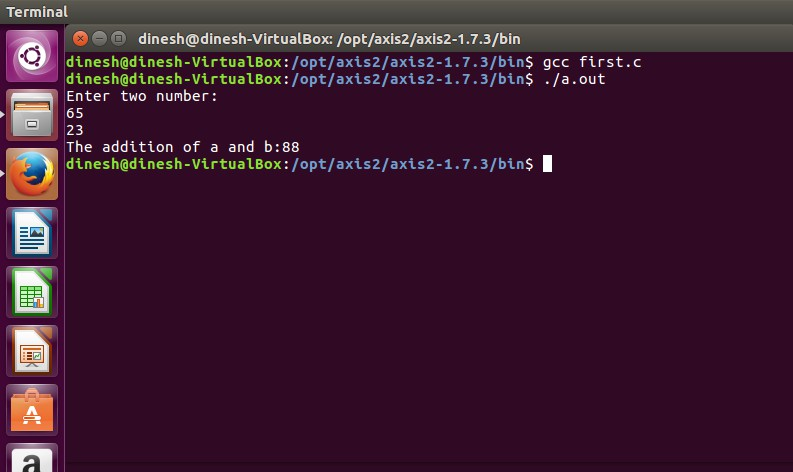 Terminal
dinesh@dinesh-VirtualBox: /opt/axis2/axis2-1.7.3/bin
dinesh@dinesh-VirtualBox:/opt/axis2/axis2-1.7.3/bin$ gcc first.c
dinesh@dinesh-VirtualBox:/opt/axis2/axis2-1.7.3/bin$ ./a.out
Enter two number:
65
23
The addition of a and b:88
dinesh@dinesh-VirtualBox:/opt/axis2/axis2-1.7.3/bin$
A
a